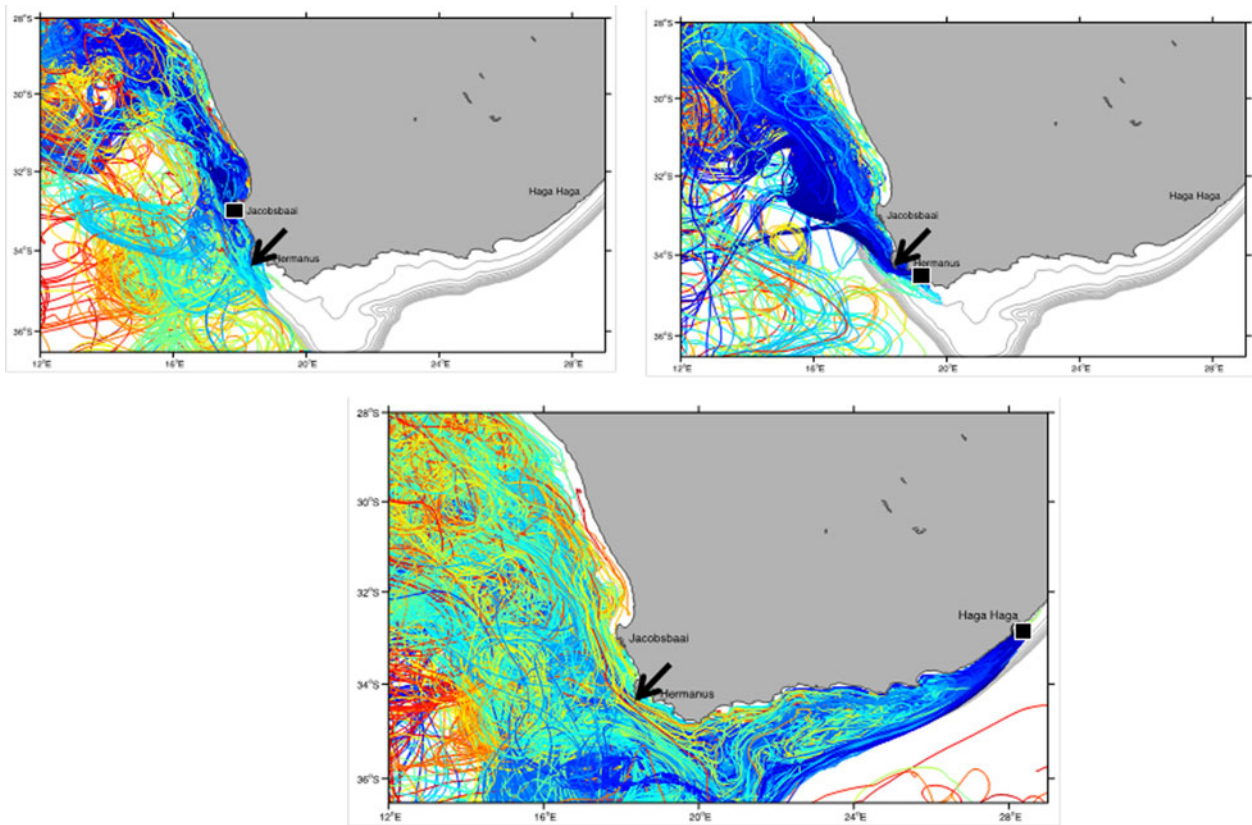 28°S
30°S
32°S
34°S
36°S
12°E
16°E
20°E
24°E
28°E
Haga Haga
Jacobsbaai
Hermanus
28°S
30°S
32°S
34°S
36°S
12°E
16°E
20°E
24°E
28°E
Haga Haga
Jacobsbaai
Hermanus
28°S
30°S
32°S
34°S
36°S
12°E
16°E
20°E
24°E
28°E
Haga Haga
Jacobsbaai
Hermanus